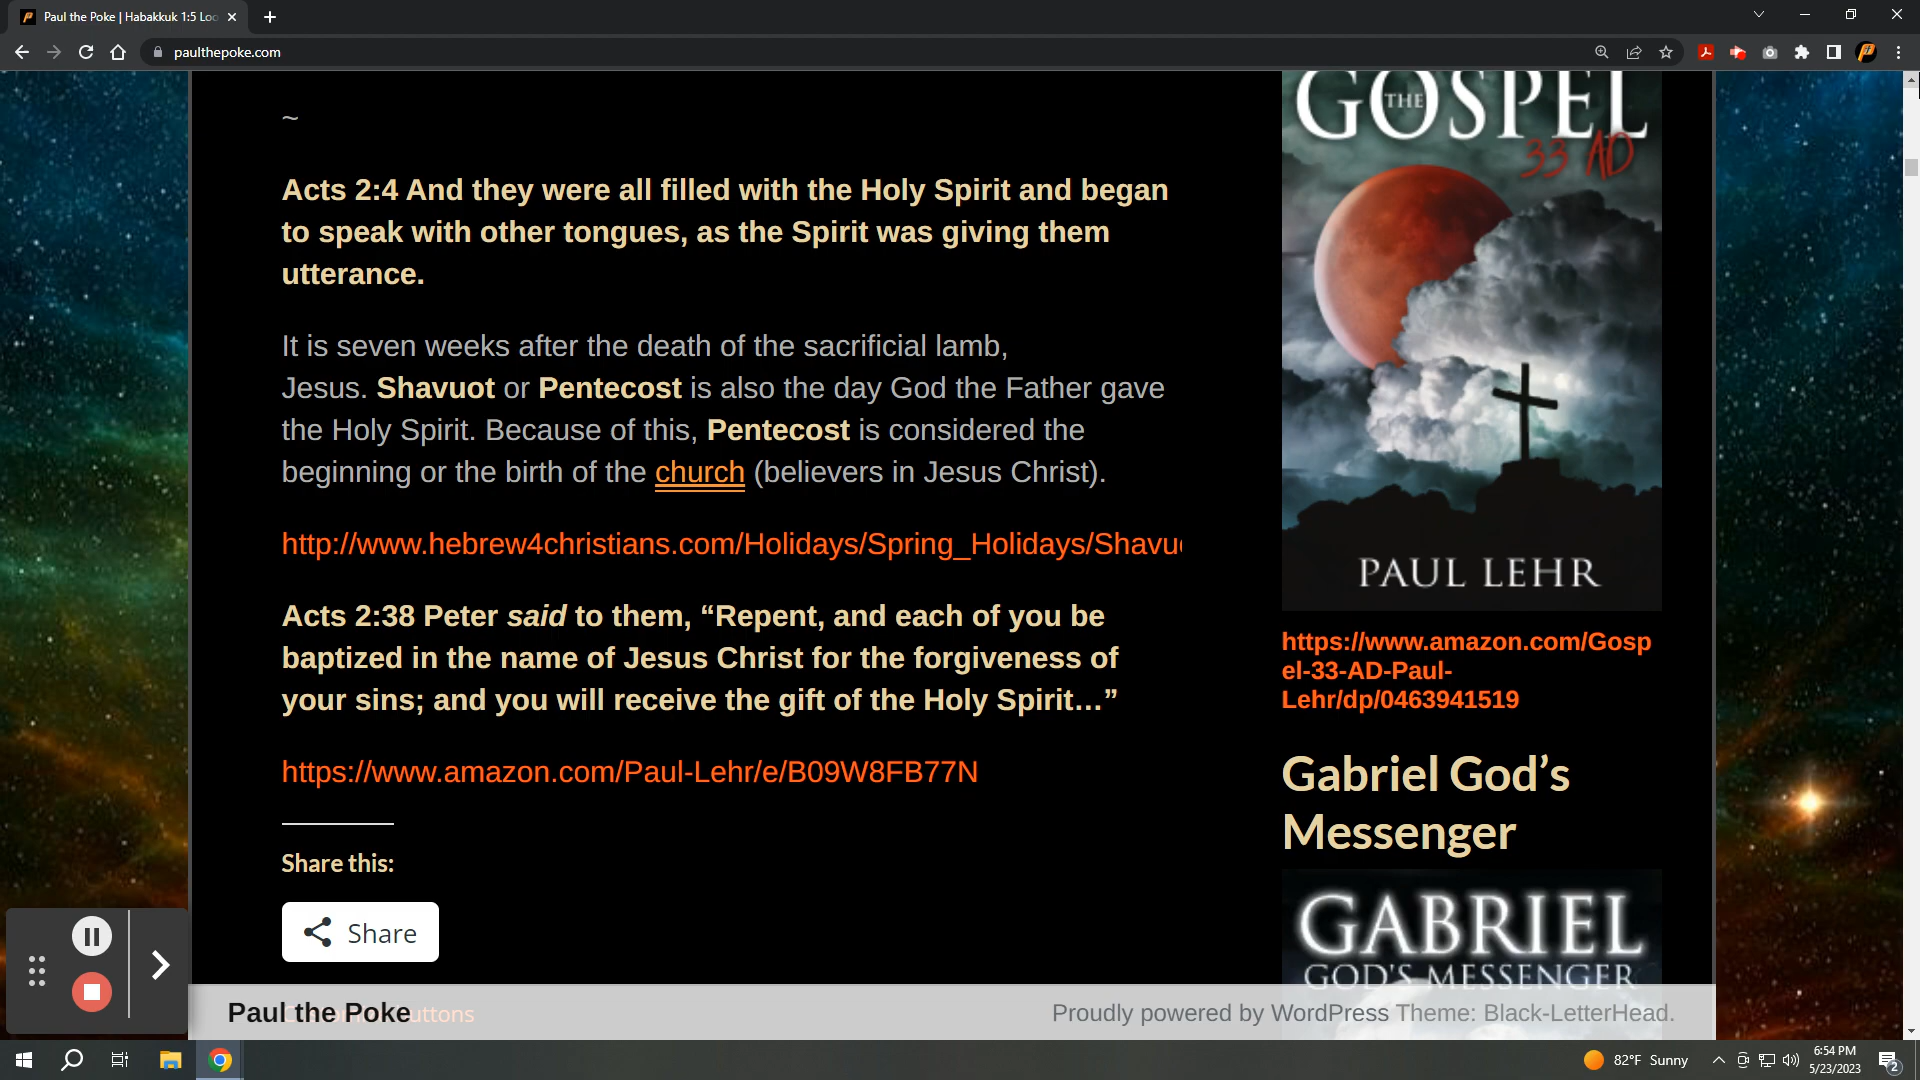 Paul the Poke | Habakkuk 1:5 Loo
paulthepoke.com
~
Acts 2:4 And they were all filled with the Holy Spirit and began
to speak with other tongues, as the Spirit was giving them
utterance.
It is seven weeks after the death of the sacrificial lamb,
Jesus. Shavuot or Pentecost is also the day God the Father gave
the Holy Spirit. Because of this, Pentecost is considered the
beginning or the birth of the church (believers in Jesus Christ).
http://www.hebrew4christians.com/Holidays/Spring_Holidays/Shavu
Acts 2:38 Peter said to them, “Repent, and each of you be
baptized in the name of Jesus Christ for the forgiveness of
your sins; and you will receive the gift of the Holy Spirit…”
https://www.amazon.com/Paul-Lehr/e/B09W8FB77N
Share this:
Share
THE
GOSPEL
33 AD
PAUL LEHR
https://www.amazon.com/Gosp
el-33-AD-Paul-
Lehr/dp/0463941519
Gabriel God’s
Messenger
GABRIEL
GOD'S MESSENGER
Paul the Poke
Proudly powered by WordPress Theme: Black-LetterHead.
82°F Sunny
6:54 PM
5/23/2023
2